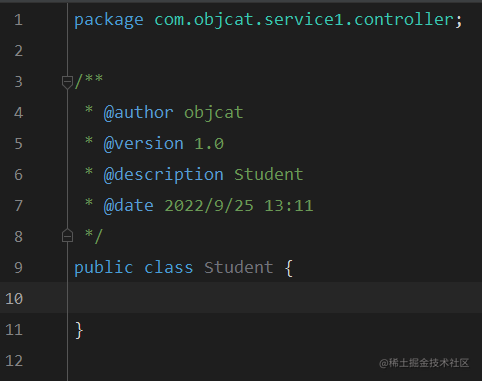 1 package com.objcat.service1.controller;
2
3 /**
4 * @author objcat
5 * @version 1.0
6 * @description Student
7 * @date 2022/9/25 13:11
8 */
9 public class Student {
10
11 }
12
@稀土掘金技术社区